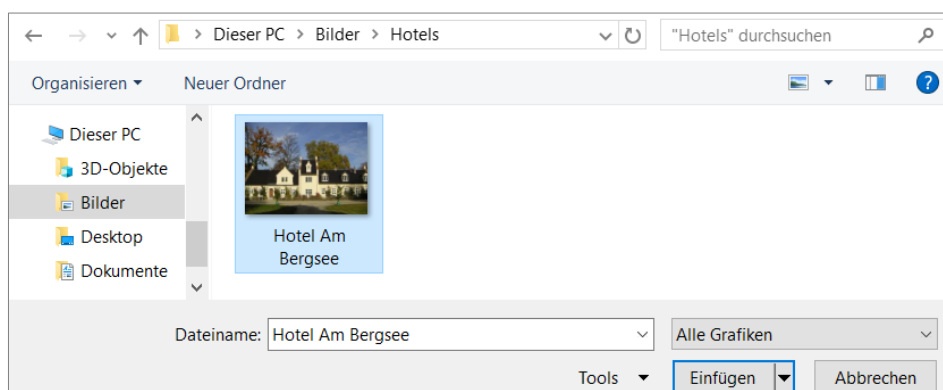 Dieser PC > Bilder > Hotels
"Hotels" durchsuchen
Organisieren
Neuer Ordner
?
Dieser PC
3D-Objekte
Bilder
Desktop
Dokumente
Hotel Am
Bergsee
Dateiname: Hotel Am Bergsee
Alle Grafiken
Tools
Einfügen
Abbrechen